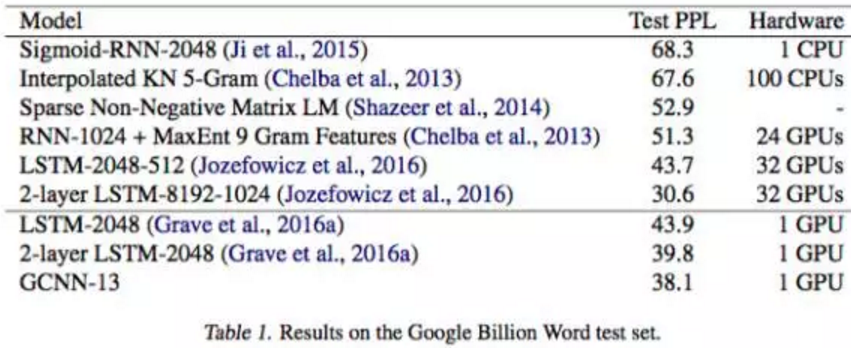 Model Test PPL Hardware
Sigmoid-RNN-2048 (Ji et al., 2015) 68.3 1 CPU
Interpolated KN 5-Gram (Chelba et al., 2013) 67.6 100 CPUs
Sparse Non-Negative Matrix LM (Shazeer et al., 2014) 52.9 -
RNN-1024 + MaxEnt 9 Gram Features (Chelba et al., 2013) 51.3 24 GPUs
LSTM-2048-512 (Jozefowicz et al., 2016) 43.7 32 GPUs
2-layer LSTM-8192-1024 (Jozefowicz et al., 2016) 30.6 32 GPUs
LSTM-2048 (Grave et al., 2016a) 43.9 1 GPU
2-layer LSTM-2048 (Grave et al., 2016a) 39.8 1 GPU
GCNN-13 38.1 1 GPU
Table 1. Results on the Google Billion Word test set.